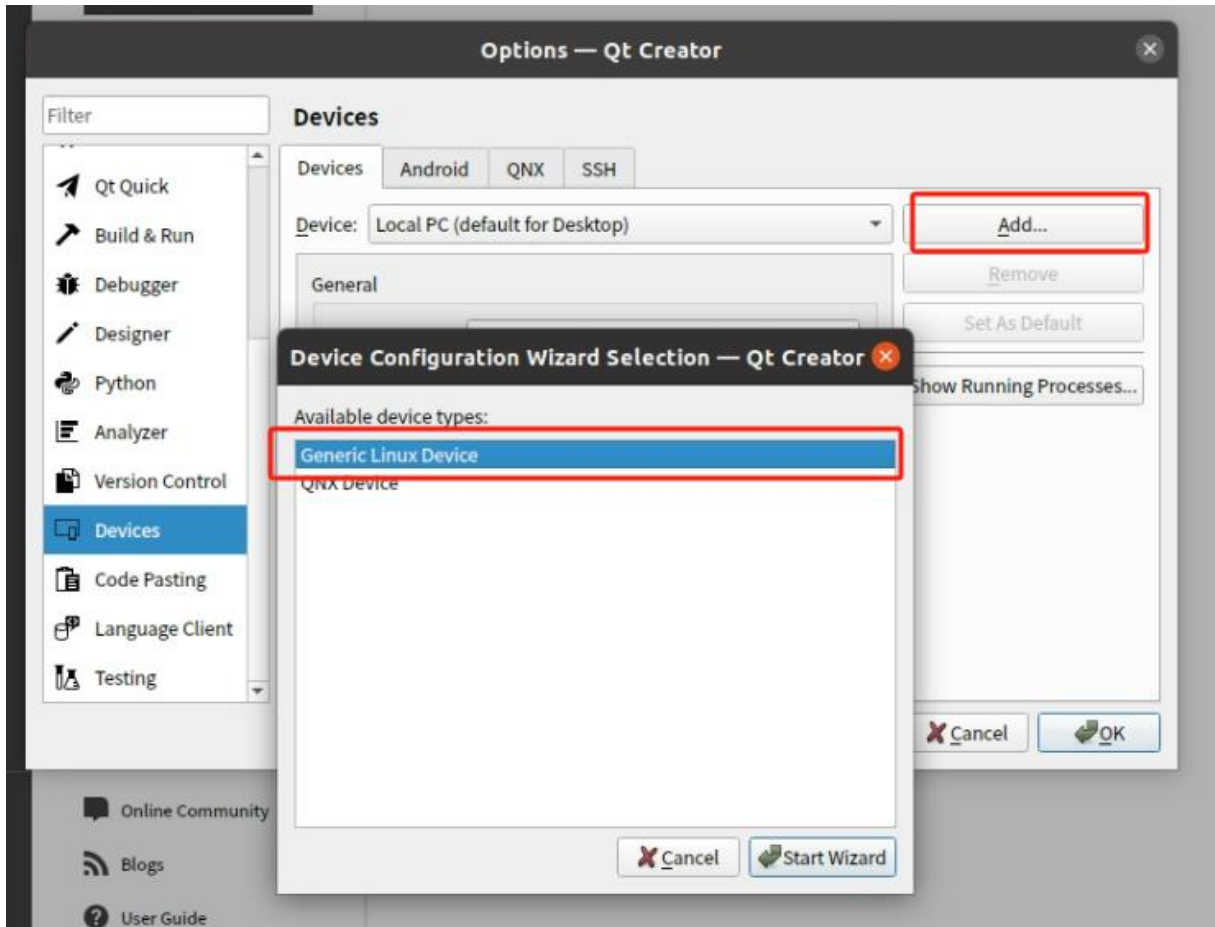 Options — Qt Creator
Filter
Devices
Devices Android QNX SSH
Qt Quick
Device: Local PC (default for Desktop) Add...
Build & Run
Remove
Debugger General
Set As Default
Designer
Device Configuration Wizard Selection — Qt Creator
Python Show Running Processes...
Available device types:
Analyzer
Generic Linux Device
Version Control QNX Device
Devices
Code Pasting
Language Client
Testing
Cancel OK
Online Community
Cancel Start Wizard
Blogs
User Guide